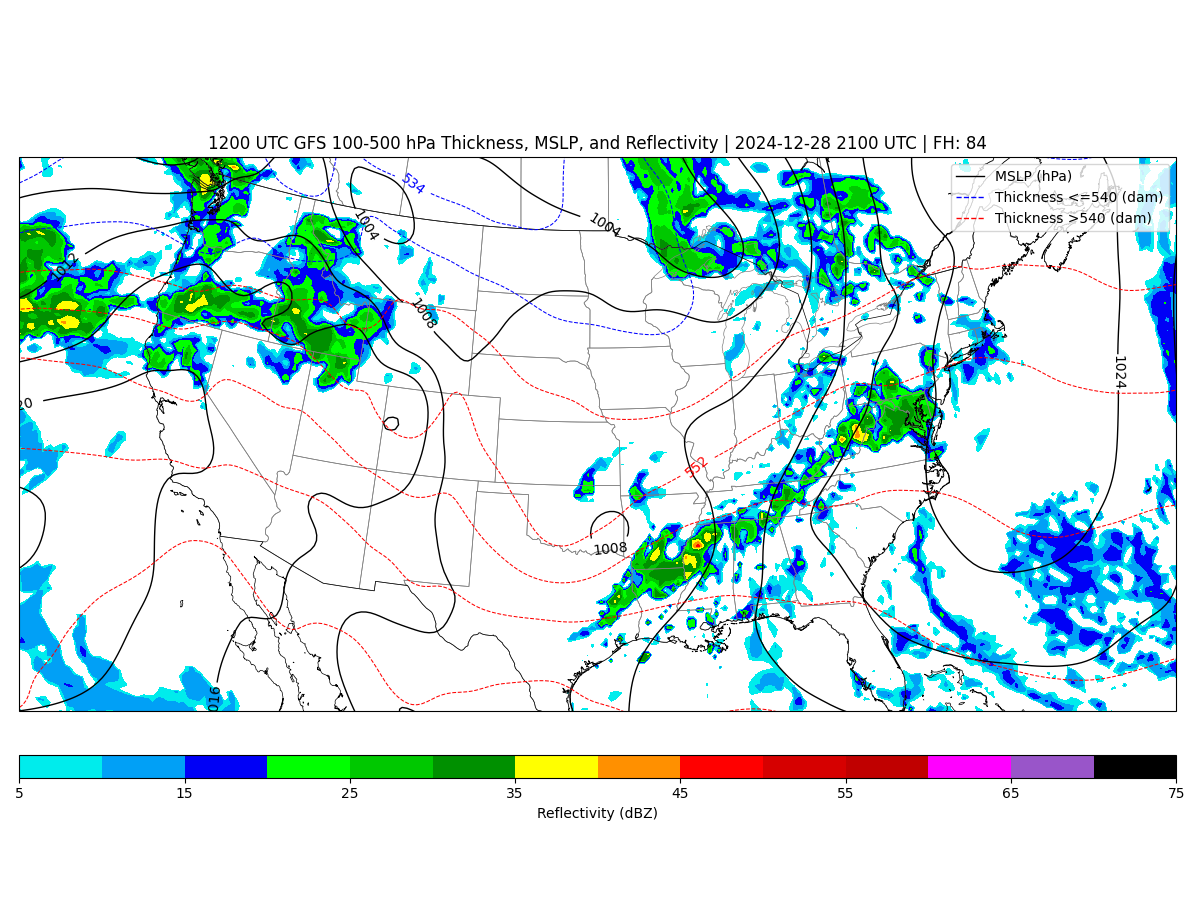 1200 UTC GFS 100-500 hPa Thickness, MSLP, and Reflectivity | 2024-12-28 2100 UTC | FH: 84
MSLP (hPa)
Thickness <=540 (dam)
Thickness >540 (dam)
534
1004
1004
1012
1008
1024
20
552
1008
1016
5 15 25 35 45 55 65 75
Reflectivity (dBZ)